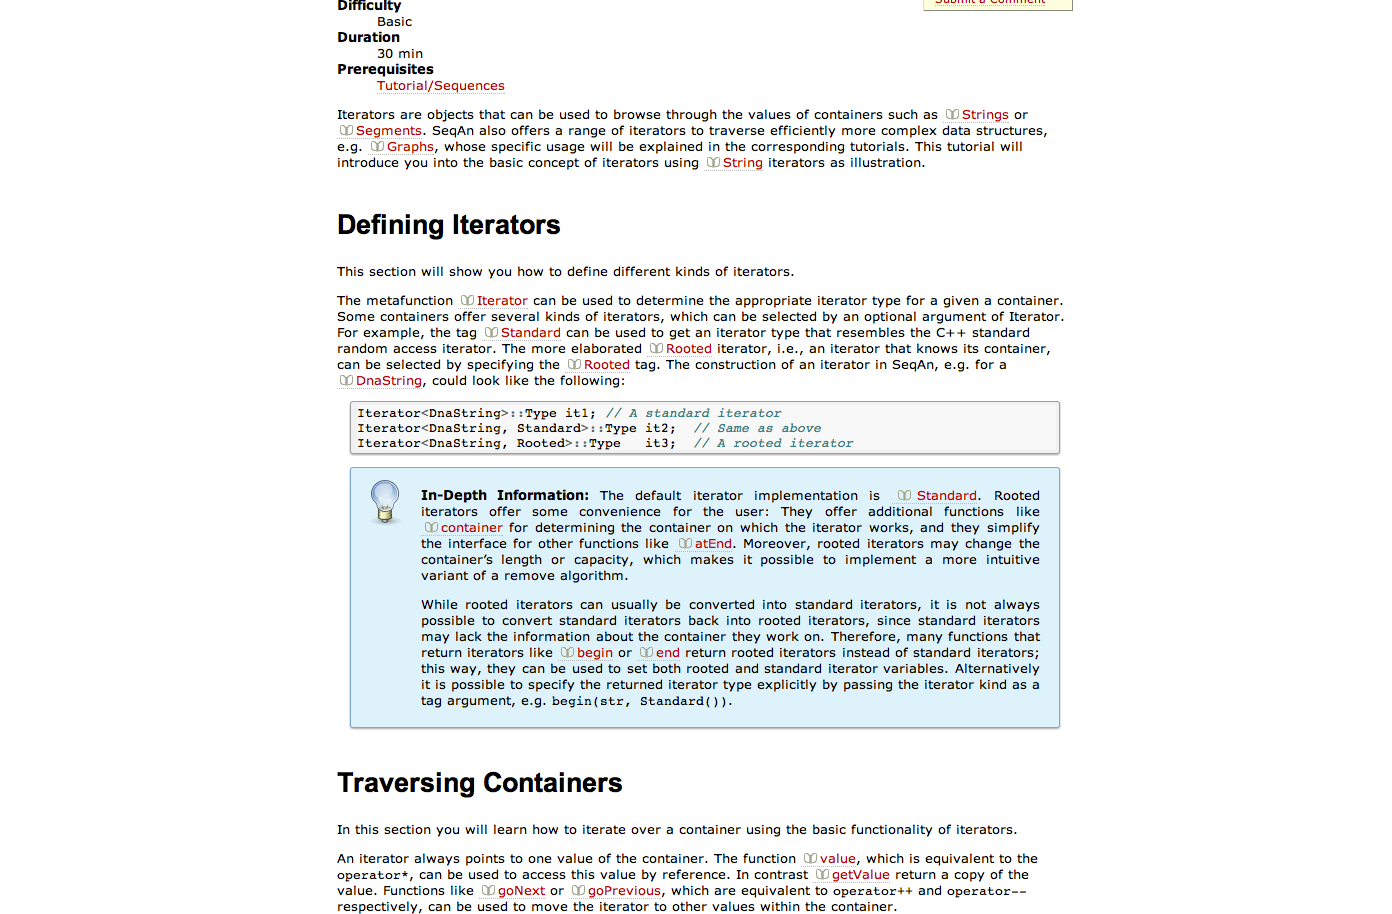 Difficulty
Submit a Comment
Basic
Duration
30 min
Prerequisites
Tutorial/Sequences
Iterators are objects that can be used to browse through the values of containers such as Strings or
Segments. SeqAn also offers a range of iterators to traverse efficiently more complex data structures,
e.g. Graphs, whose specific usage will be explained in the corresponding tutorials. This tutorial will
introduce you into the basic concept of iterators using String iterators as illustration.
Defining Iterators
This section will show you how to define different kinds of iterators.
The metafunction Iterator can be used to determine the appropriate iterator type for a given a container.
Some containers offer several kinds of iterators, which can be selected by an optional argument of Iterator.
For example, the tag Standard can be used to get an iterator type that resembles the C++ standard
random access iterator. The more elaborated Rooted iterator, i.e., an iterator that knows its container,
can be selected by specifying the Rooted tag. The construction of an iterator in SeqAn, e.g. for a
DnaString, could look like the following:
Iterator<DnaString>::Type it1; // A standard iterator
Iterator<DnaString, Standard>::Type it2;  // Same as above
Iterator<DnaString, Rooted>::Type   it3;  // A rooted iterator
In-Depth Information: The default iterator implementation is Standard. Rooted
iterators offer some convenience for the user: They offer additional functions like
container for determining the container on which the iterator works, and they simplify
the interface for other functions like atEnd. Moreover, rooted iterators may change the
container's length or capacity, which makes it possible to implement a more intuitive
variant of a remove algorithm.
While rooted iterators can usually be converted into standard iterators, it is not always
possible to convert standard iterators back into rooted iterators, since standard iterators
may lack the information about the container they work on. Therefore, many functions that
return iterators like begin or end return rooted iterators instead of standard iterators;
this way, they can be used to set both rooted and standard iterator variables. Alternatively
it is possible to specify the returned iterator type explicitly by passing the iterator kind as a
tag argument, e.g. begin(str, Standard()).
Traversing Containers
In this section you will learn how to iterate over a container using the basic functionality of iterators.
An iterator always points to one value of the container. The function value, which is equivalent to the
operator*, can be used to access this value by reference. In contrast getValue return a copy of the
value. Functions like goNext or goPrevious, which are equivalent to operator++ and operator--
respectively, can be used to move the iterator to other values within the container.